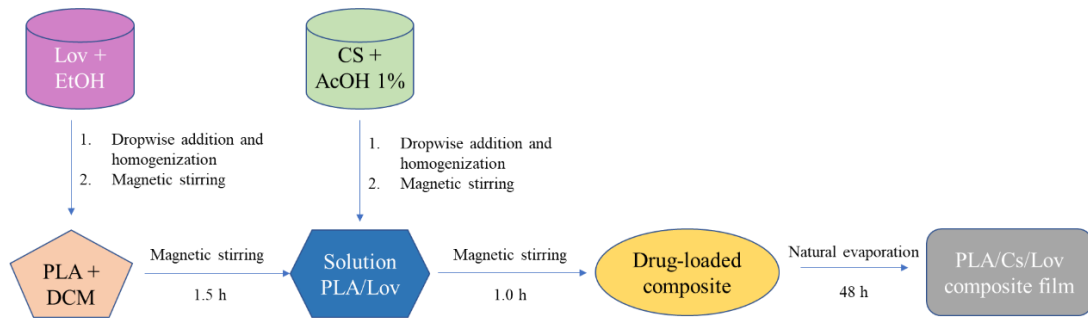 Lov +
EtOH
CS +
AcOH 1%
1. Dropwise addition and
homogenization
2. Magnetic stirring
1. Dropwise addition and
homogenization
2. Magnetic stirring
PLA +
DCM
Magnetic stirring
1.5 h
Solution
PLA/Lov
Magnetic stirring
1.0 h
Drug-loaded
composite
Natural evaporation
48 h
PLA/Cs/Lov
composite film